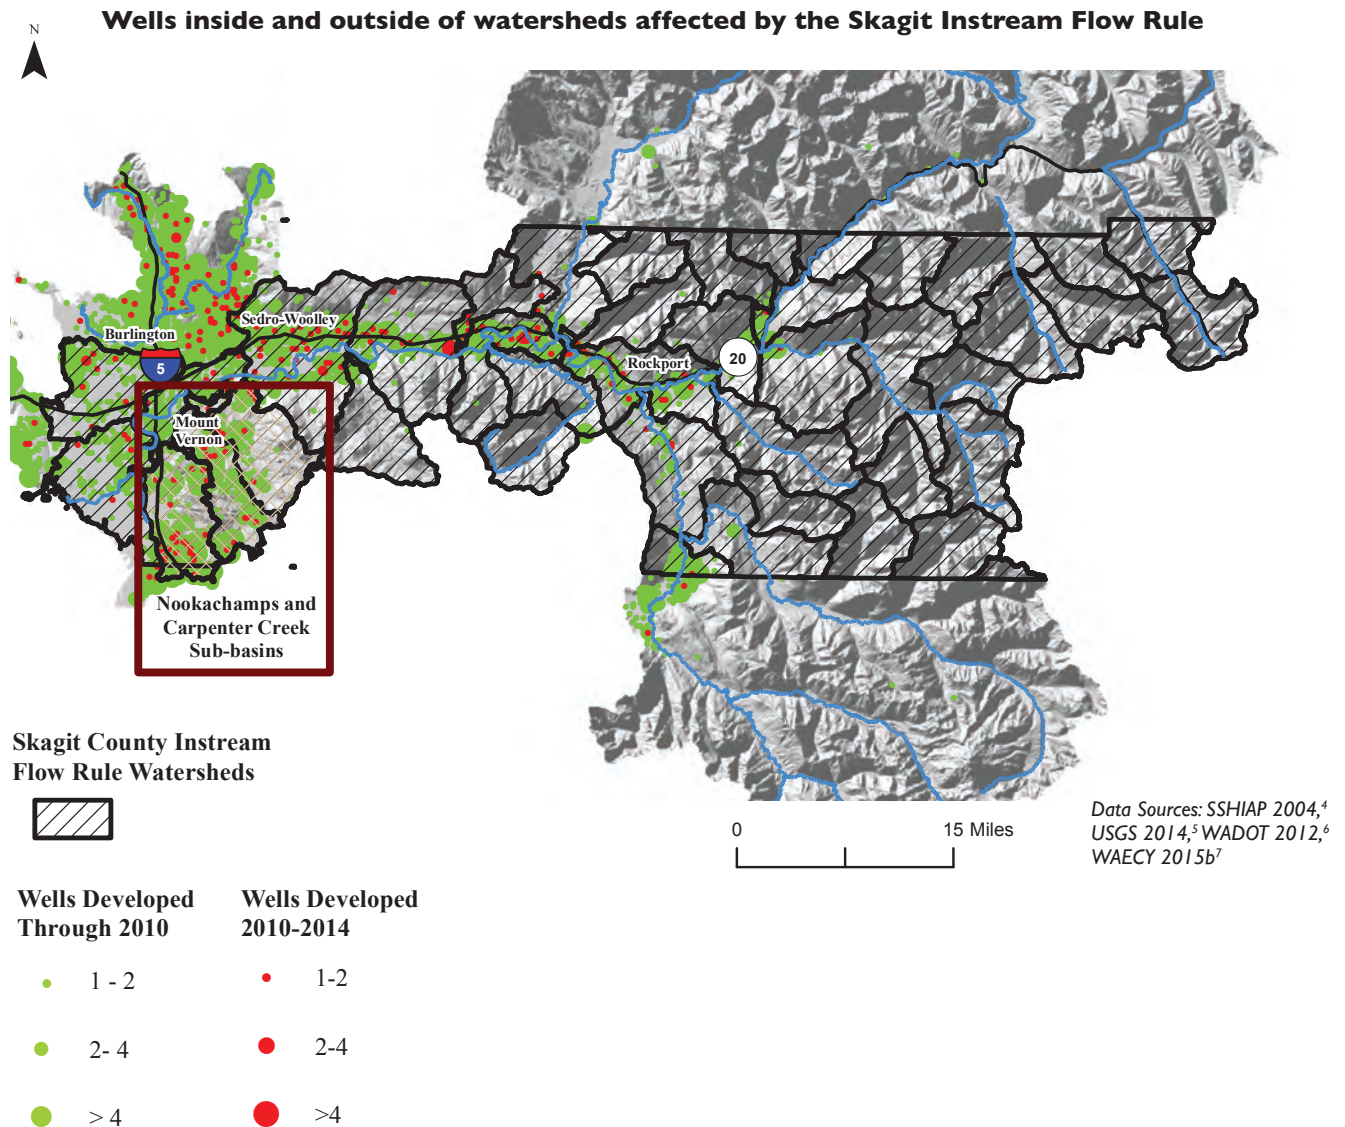 Wells inside and outside of watersheds affected by the Skagit Instream Flow Rule
N
Sedro-Woolley
Burlington
5
Rockport
20
Mount
Vernon
Nookachamps and
Carpenter Creek
Sub-basins
Skagit County Instream
Flow Rule Watersheds
0 15 Miles
Data Sources: SSHIAP 2004,⁴
USGS 2014,⁵ WADOT 2012,⁶
WAECY 2015b⁷
Wells Developed
Through 2010
1 - 2
2- 4
> 4
Wells Developed
2010-2014
1-2
2-4
>4